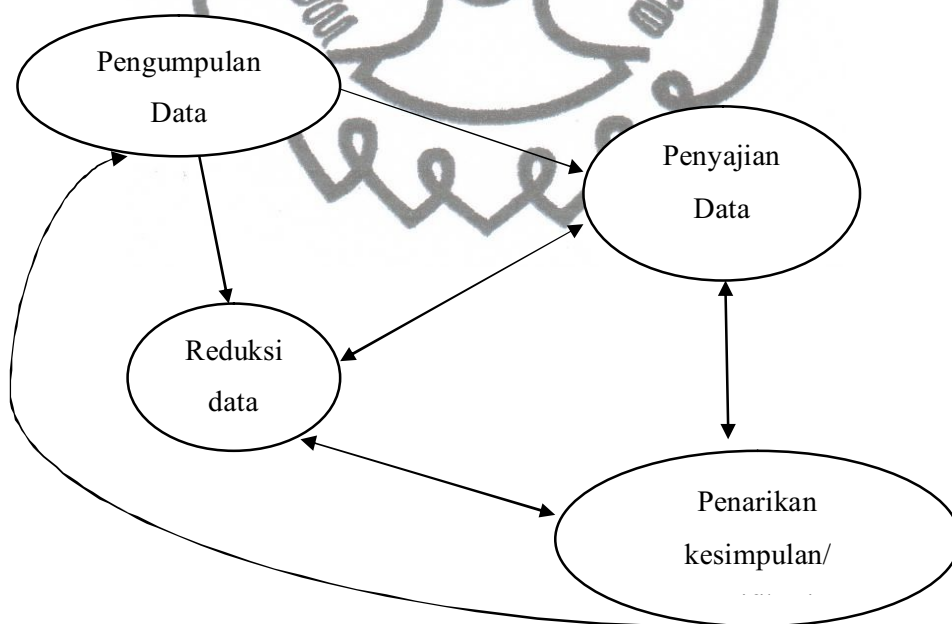 Pengumpulan
Data
Penyajian
Data
Reduksi
data
Penarikan
kesimpulan/